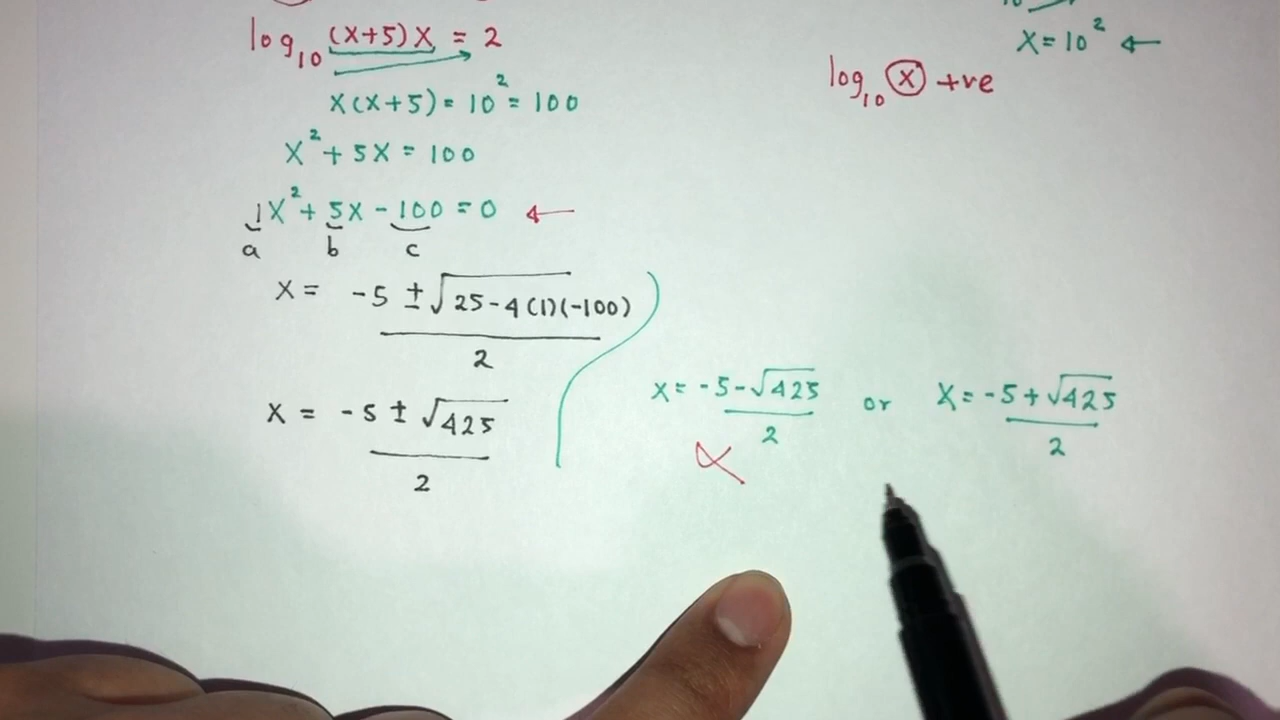 log₁₀ (x+5)x = 2
x(x+5) = 10² = 100
x² + 5x = 100
1x² + 5x - 100 = 0 ←
a b c
x = -5 ± √25-4(1)(-100)
2
x = -5 ± √425
2
x = 10² ←
log₁₀ (x) +ve
x = -5-√425 or x = -5+√425
2 2